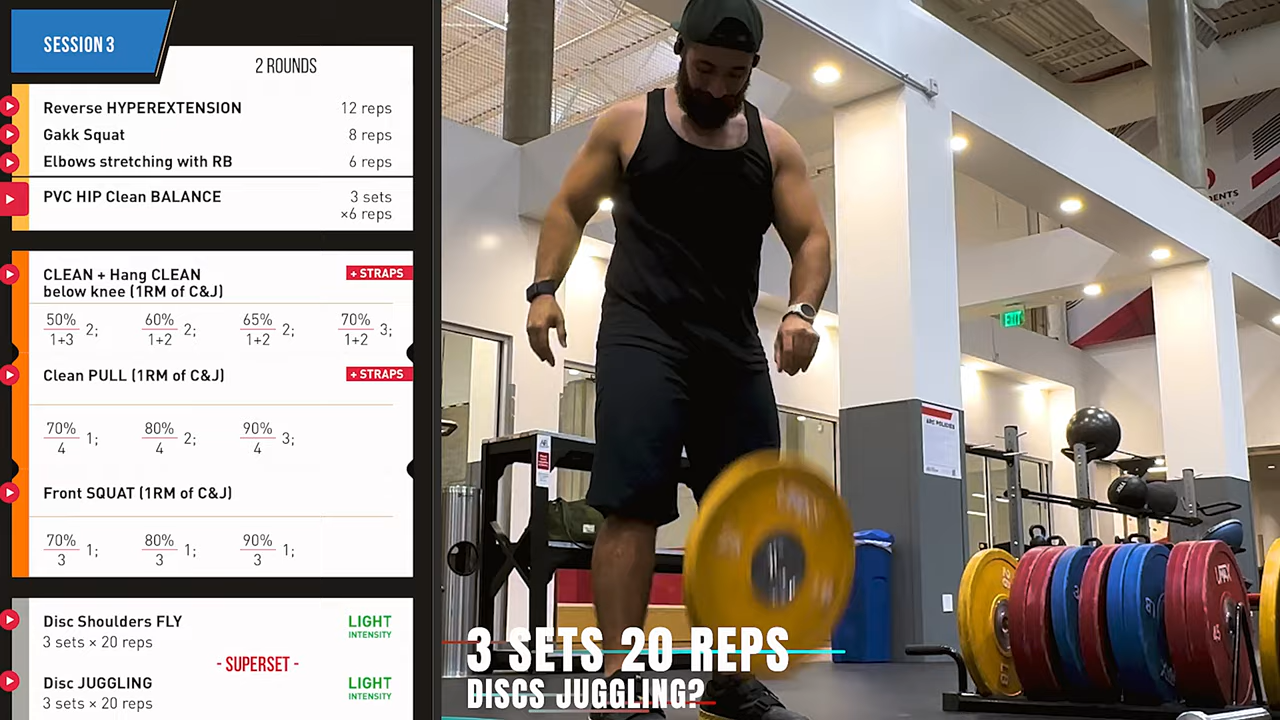 SESSION 3
2 ROUNDS
Reverse HYPEREXTENSION 12 reps
Gakk Squat 8 reps
Elbows stretching with RB 6 reps
PVC HIP Clean BALANCE 3 sets
×6 reps
CLEAN + Hang CLEAN + STRAPS
below knee (1RM of C&J)
50% 60% 65% 70%
2; 2; 2; 3;
1+3 1+2 1+2 1+2
Clean PULL (1RM of C&J) + STRAPS
70% 80% 90%
1; 2; 3;
4 4 4
Front SQUAT (1RM of C&J)
70% 80% 90%
1; 1; 1;
3 3 3
Disc Shoulders FLY LIGHT
3 sets × 20 reps INTENSITY
- SUPERSET -
Disc JUGGLING LIGHT
3 sets × 20 reps INTENSITY
3 SETS 20 REPS
DISCS JUGGLING?
EXIT
ARC POLICIES
45